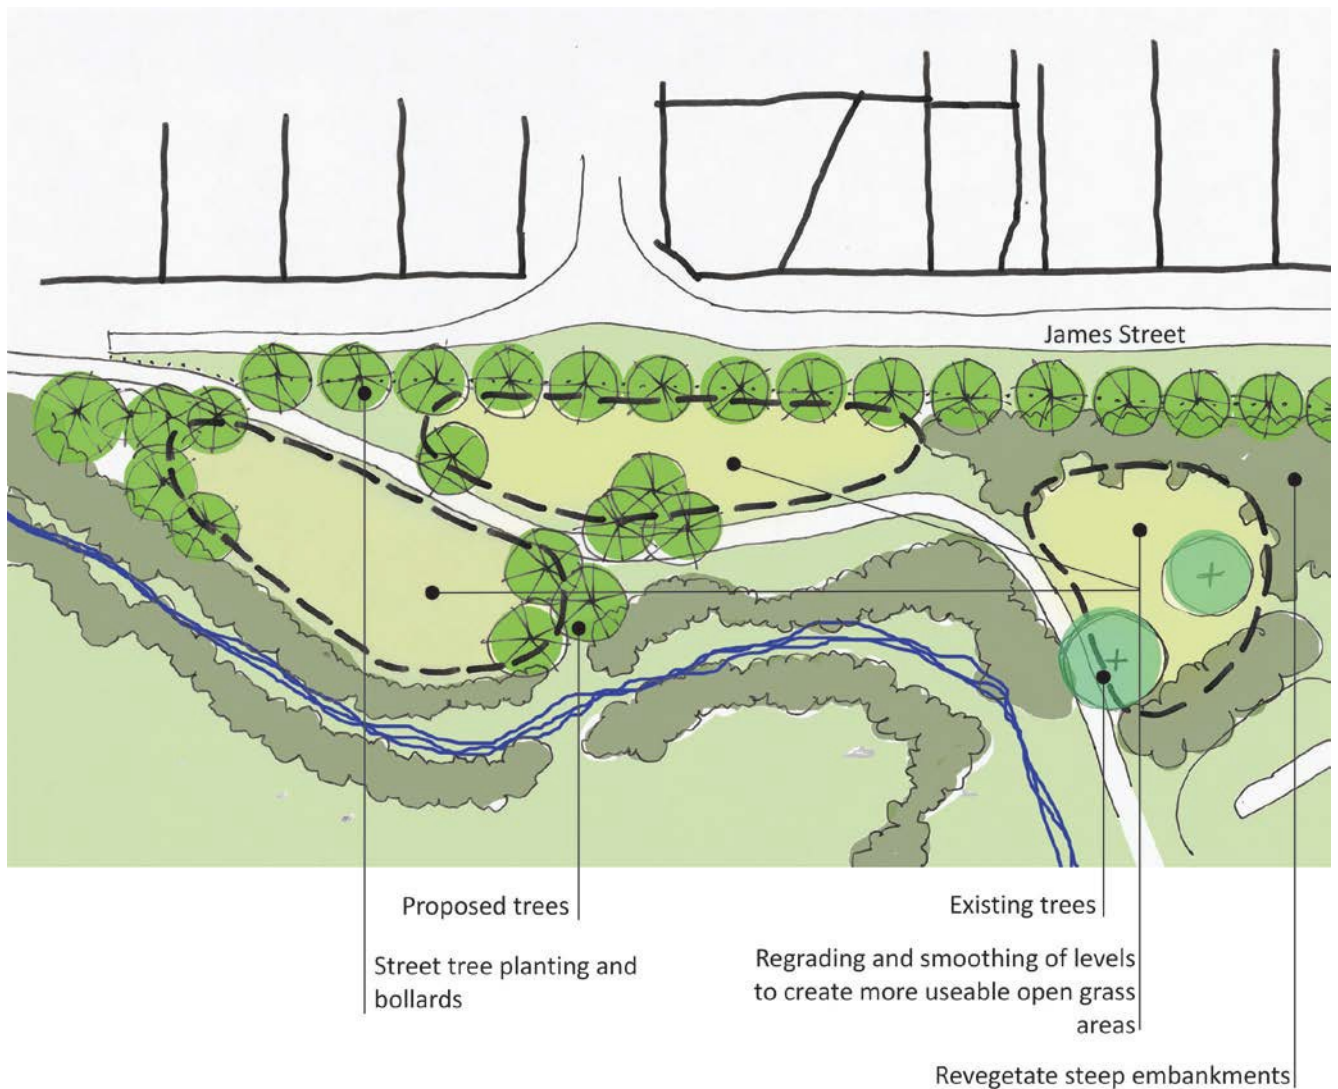 James Street
Proposed trees
Existing trees
Street tree planting and
bollards
Regrading and smoothing of levels
to create more useable open grass
areas
Revegetate steep embankments